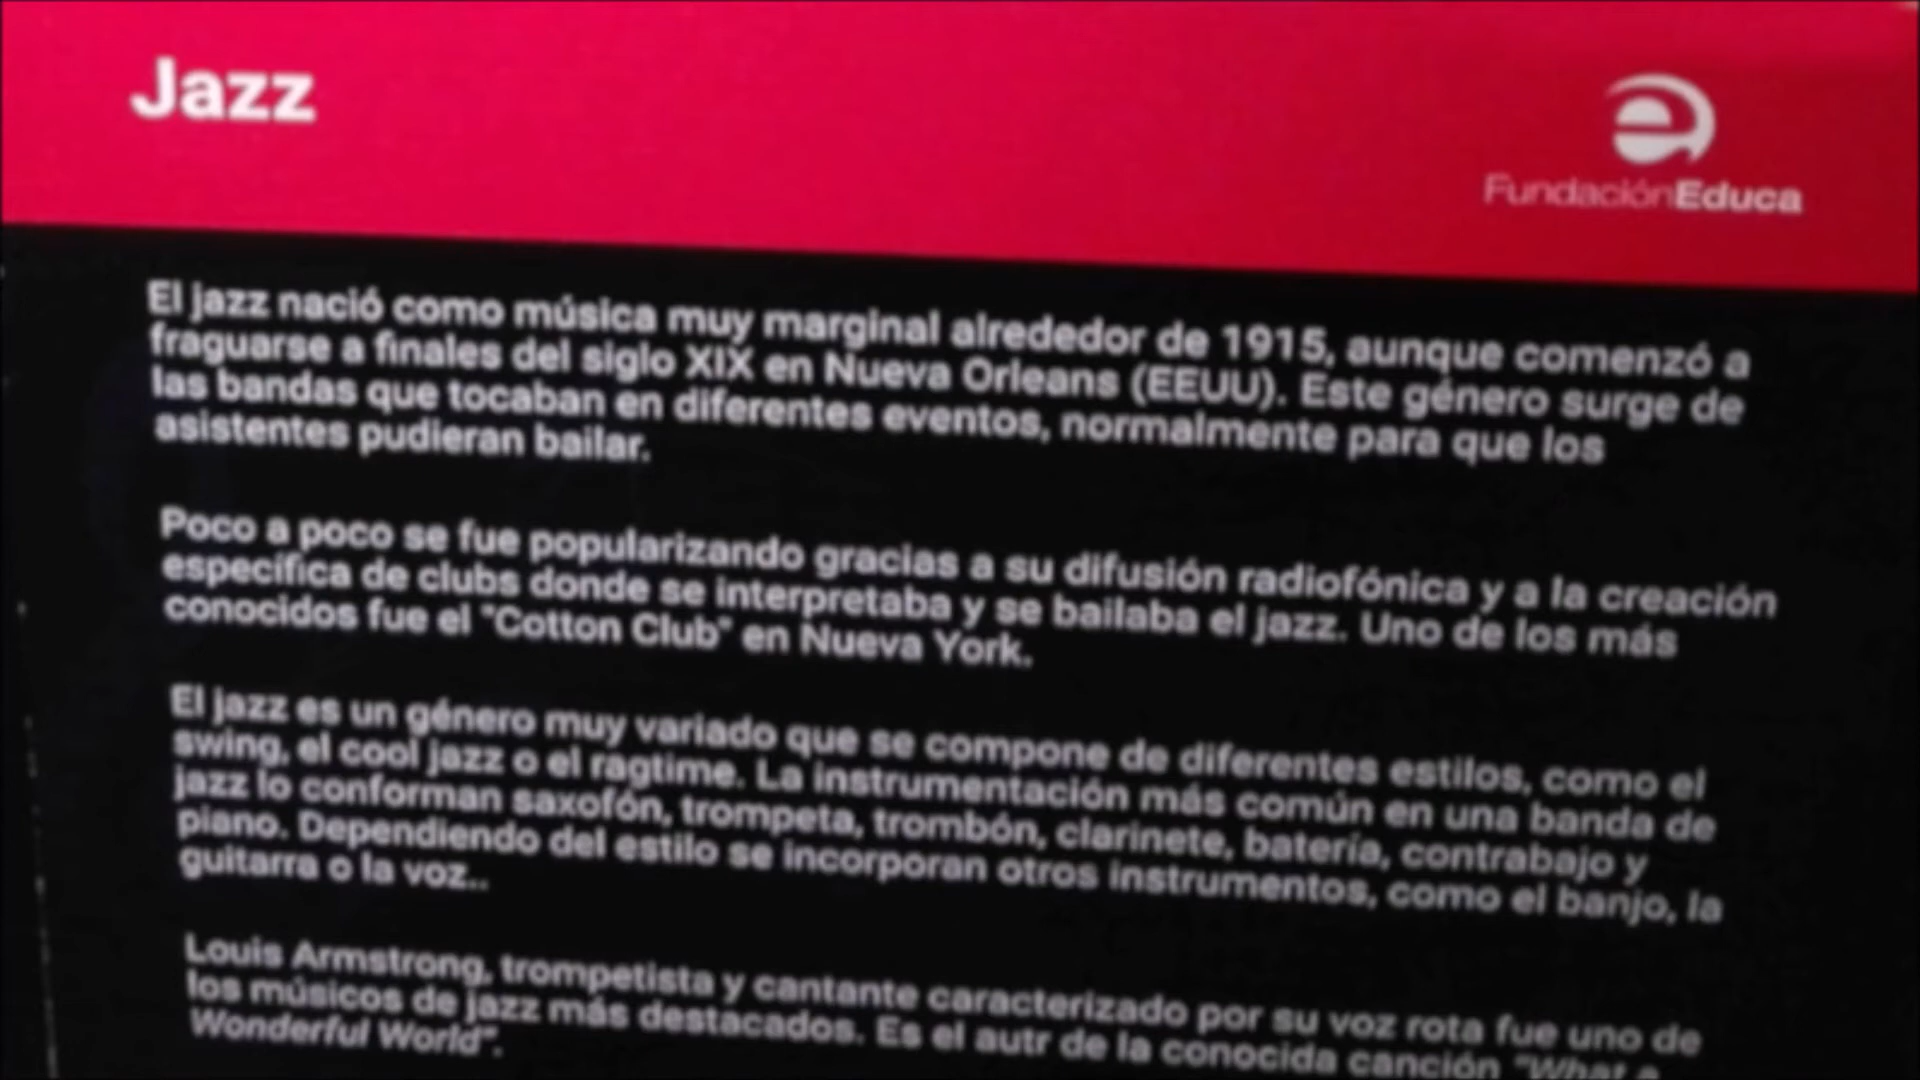 Jazz
FundaciónEduca
El jazz nació como música muy marginal alrededor de 1915, aunque comenzó a
fraguarse a finales del siglo XIX en Nueva Orleans (EEUU). Este género surge de
las bandas que tocaban en diferentes eventos, normalmente para que los
asistentes pudieran bailar.
Poco a poco se fue popularizando gracias a su difusión radiofónica y a la creación
específica de clubs donde se interpretaba y se bailaba el jazz. Uno de los más
conocidos fue el "Cotton Club" en Nueva York.
El jazz es un género muy variado que se compone de diferentes estilos, como el
swing, el cool jazz o el ragtime. La instrumentación más común en una banda de
jazz lo conforman saxofón, trompeta, trombón, clarinete, batería, contrabajo y
piano. Dependiendo del estilo se incorporan otros instrumentos, como el banjo, la
guitarra o la voz..
Louis Armstrong, trompetista y cantante caracterizado por su voz rota fue uno de
los músicos de jazz más destacados. Es el autr de la conocida canción "What a
Wonderful World".